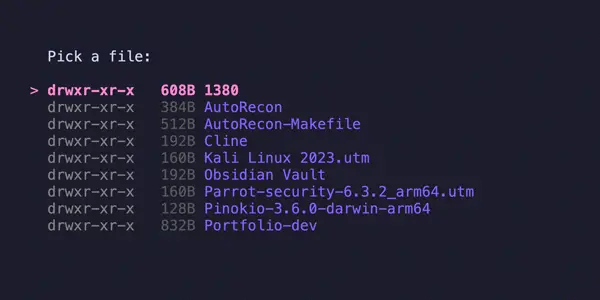 Pick a file:
> drwxr-xr-x 608B 1380
drwxr-xr-x 384B AutoRecon
drwxr-xr-x 512B AutoRecon-Makefile
drwxr-xr-x 192B Cline
drwxr-xr-x 160B Kali Linux 2023.utm
drwxr-xr-x 192B Obsidian Vault
drwxr-xr-x 160B Parrot-security-6.3.2_arm64.utm
drwxr-xr-x 128B Pinokio-3.6.0-darwin-arm64
drwxr-xr-x 832B Portfolio-dev